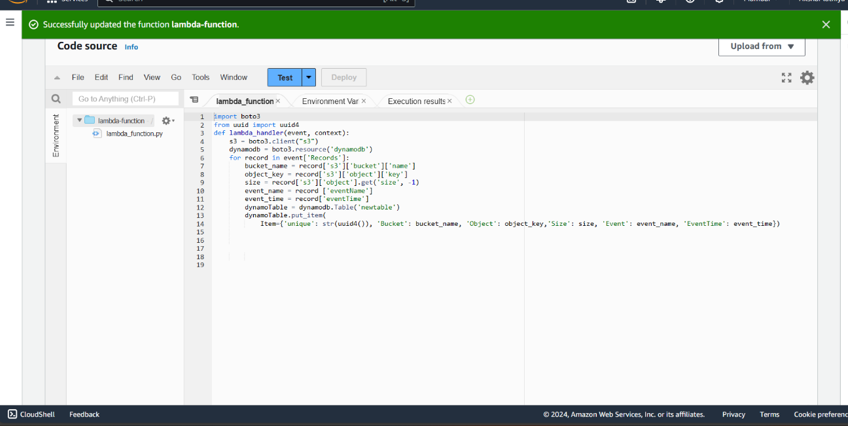 Successfully updated the function lambda-function.
Code source Info
Upload from
File Edit Find View Go Tools Window Test Deploy
Go to Anything (Ctrl-P)
lambda_function Environment Var Execution results
Environment
lambda-function
lambda_function.py
1 import boto3
2 from uuid import uuid4
3 def lambda_handler(event, context):
4 s3 = boto3.client("s3")
5 dynamodb = boto3.resource('dynamodb')
6 for record in event['Records']:
7 bucket_name = record['s3']['bucket']['name']
8 object_key = record['s3']['object']['key']
9 size = record['s3']['object'].get('size', -1)
10 event_name = record ['eventName']
11 event_time = record['eventTime']
12 dynamoTable = dynamodb.Table('newtable')
13 dynamoTable.put_item(
14 Item={'unique': str(uuid4()), 'Bucket': bucket_name, 'Object': object_key,'Size': size, 'Event': event_name, 'EventTime': event_time})
15
16
17
18
19
CloudShell Feedback © 2024, Amazon Web Services, Inc. or its affiliates. Privacy Terms Cookie preferenc